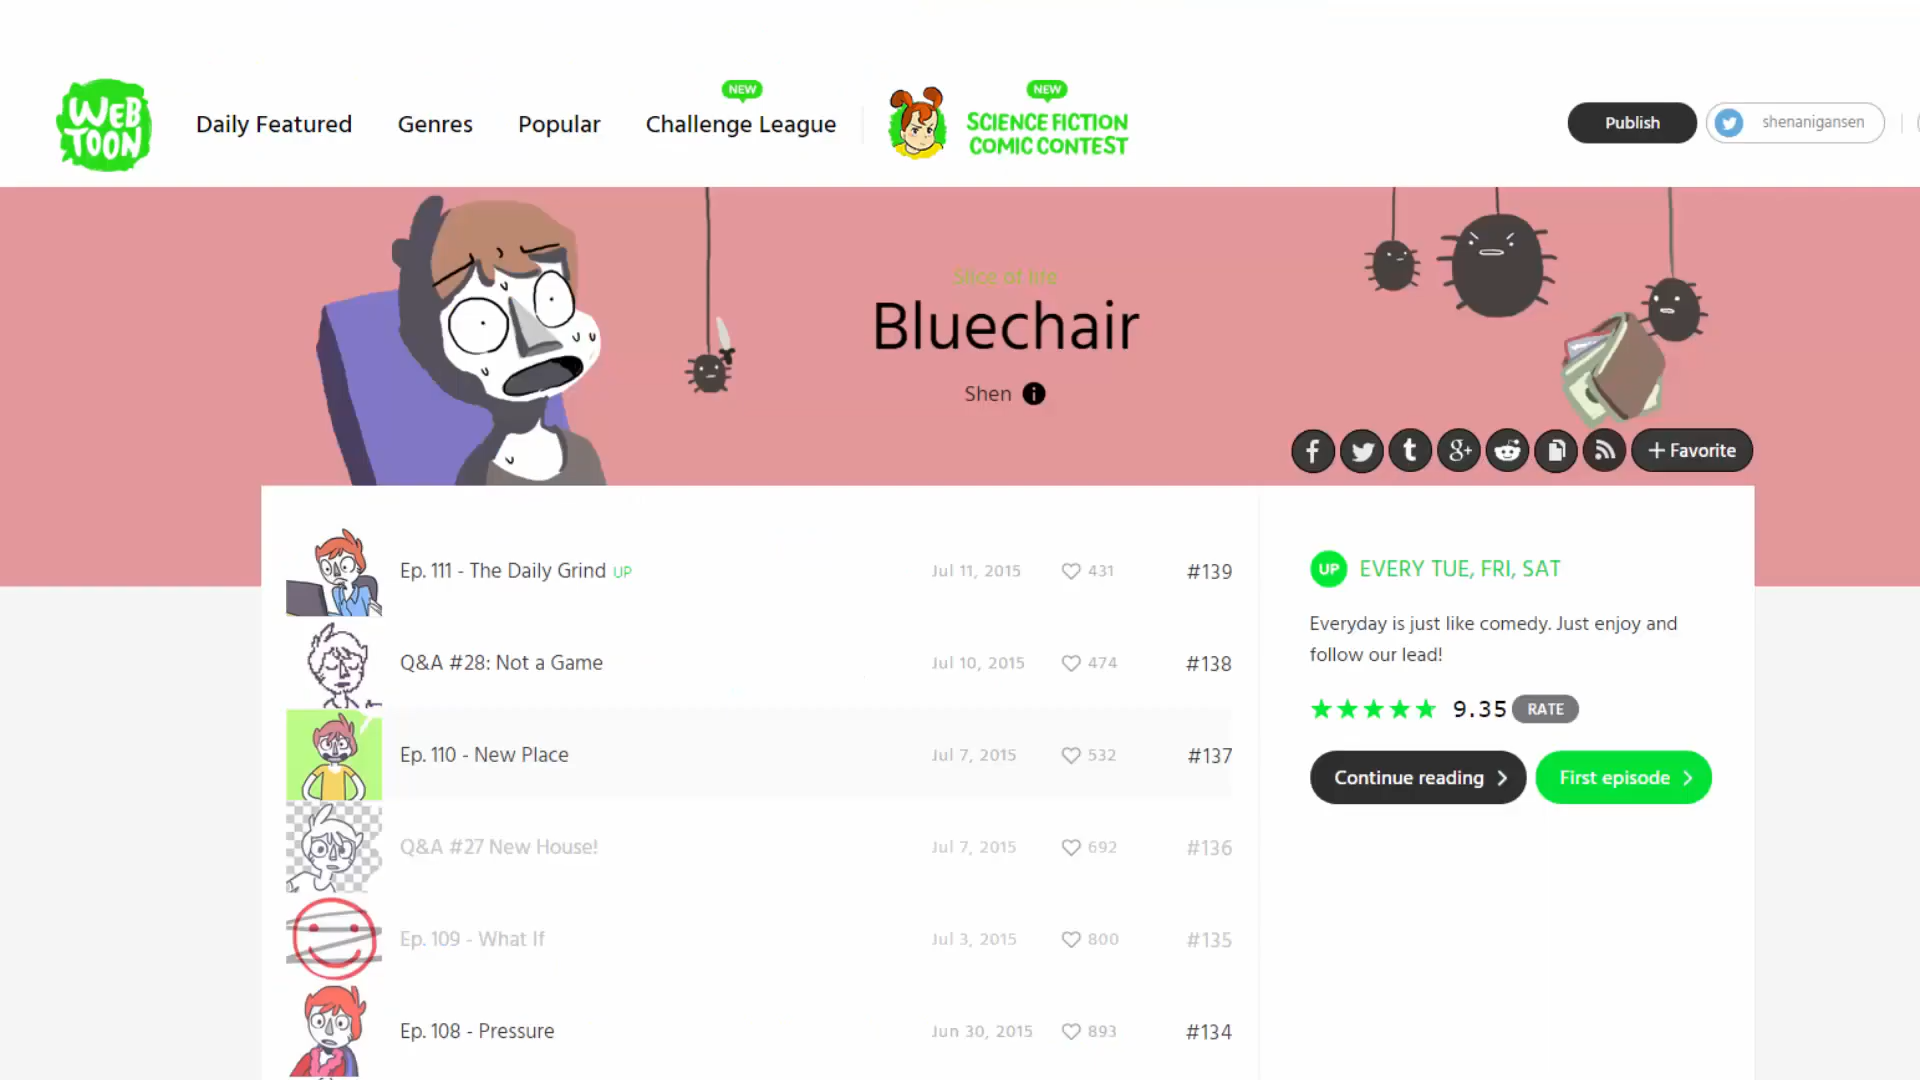 WEB
TOON
Daily Featured
Genres
Popular
NEW
Challenge League
NEW
SCIENCE FICTION
COMIC CONTEST
Publish
shenanigansen
Slice of life
Bluechair
Shen
+ Favorite
Ep. 111 - The Daily Grind UP Jul 11, 2015 431 #139
Q&A #28: Not a Game Jul 10, 2015 474 #138
Ep. 110 - New Place Jul 7, 2015 532 #137
Q&A #27 New House! Jul 7, 2015 692 #136
Ep. 109 - What If Jul 3, 2015 800 #135
Ep. 108 - Pressure Jun 30, 2015 893 #134
UP EVERY TUE, FRI, SAT
Everyday is just like comedy. Just enjoy and
follow our lead!
9.35 RATE
Continue reading
First episode